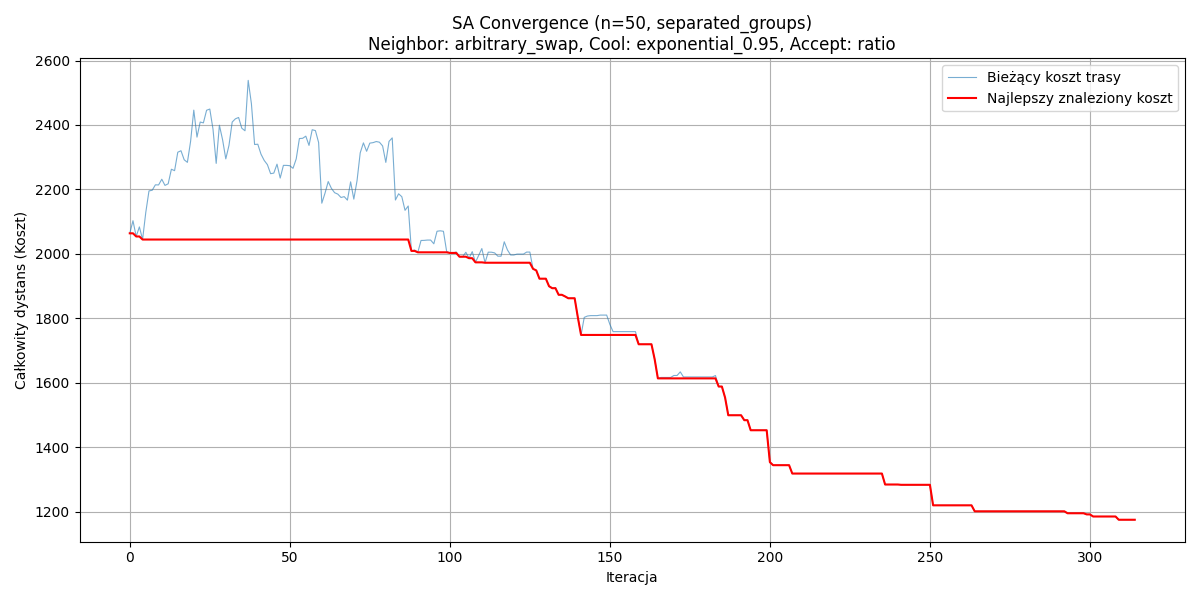 SA Convergence (n=50, separated_groups)
Neighbor: arbitrary_swap, Cool: exponential_0.95, Accept: ratio
Bieżący koszt trasy
Najlepszy znaleziony koszt
Całkowity dystans (Koszt)
2600
2400
2200
2000
1800
1600
1400
1200
0
50
100
150
200
250
300
Iteracja